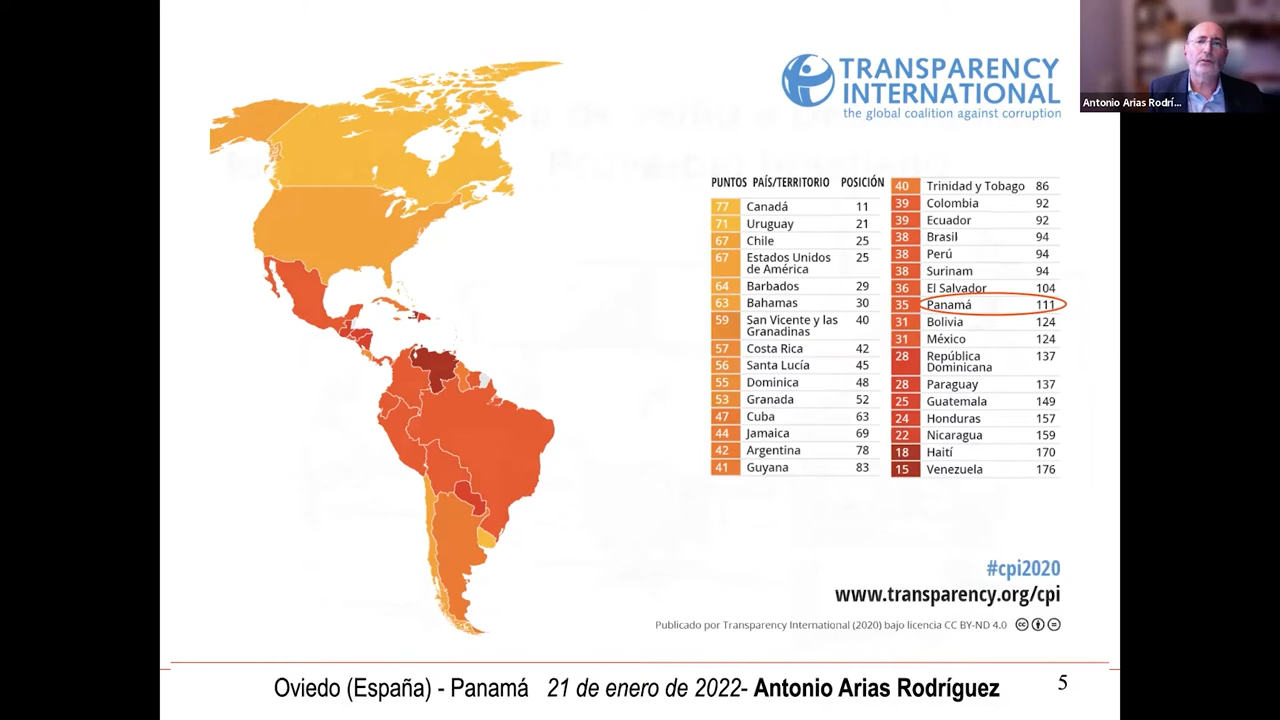 TRANSPARENCY
INTERNATIONAL
the global coalition against corruption
Antonio Arias Rodrí...
PUNTOS PAÍS/TERRITORIO POSICIÓN
77 Canadá 11
71 Uruguay 21
67 Chile 25
67 Estados Unidos 25
de América
64 Barbados 29
63 Bahamas 30
59 San Vicente y las 40
Granadinas
57 Costa Rica 42
56 Santa Lucía 45
55 Dominica 48
53 Granada 52
47 Cuba 63
44 Jamaica 69
42 Argentina 78
41 Guyana 83
40 Trinidad y Tobago 86
39 Colombia 92
39 Ecuador 92
38 Brasil 94
38 Perú 94
38 Surinam 94
36 El Salvador 104
35 Panamá 111
31 Bolivia 124
31 México 124
28 República 137
Dominicana
28 Paraguay 137
25 Guatemala 149
24 Honduras 157
22 Nicaragua 159
18 Haití 170
15 Venezuela 176
#cpi2020
www.transparency.org/cpi
Publicado por Transparency International (2020) bajo licencia CC BY-ND 4.0
Oviedo (España) - Panamá 21 de enero de 2022- Antonio Arias Rodríguez 5